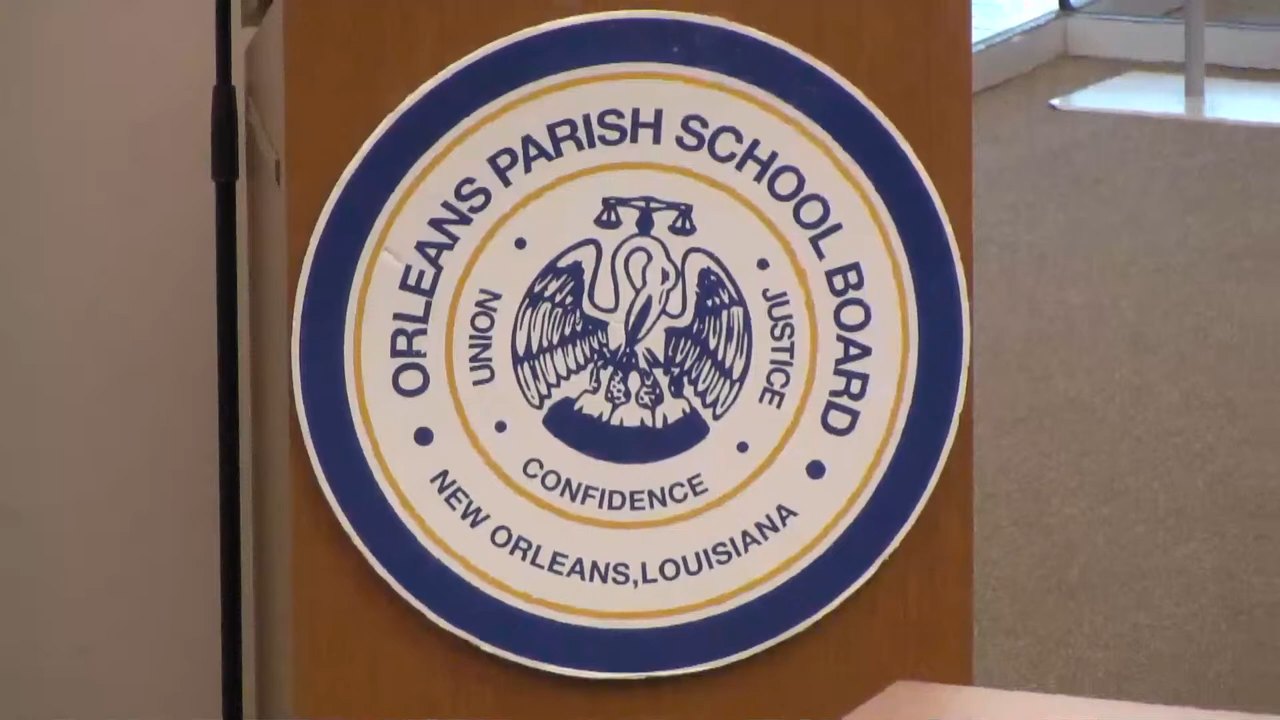 ORLEANS PARISH SCHOOL BOARD
UNION
JUSTICE
CONFIDENCE
NEW ORLEANS,LOUISIANA